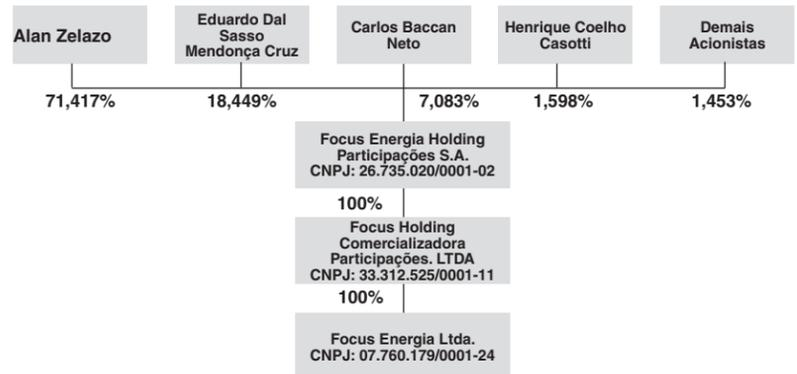 Alan Zelazo
Eduardo Dal
Sasso
Mendonça Cruz
Carlos Baccan
Neto
Henrique Coelho
Casotti
Demais
Acionistas
71,417%
18,449%
7,083%
1,598%
1,453%
Focus Energia Holding
Participações S.A.
CNPJ: 26.735.020/0001-02
100%
Focus Holding
Comercializadora
Participações. LTDA
CNPJ: 33.312.525/0001-11
100%
Focus Energia Ltda.
CNPJ: 07.760.179/0001-24